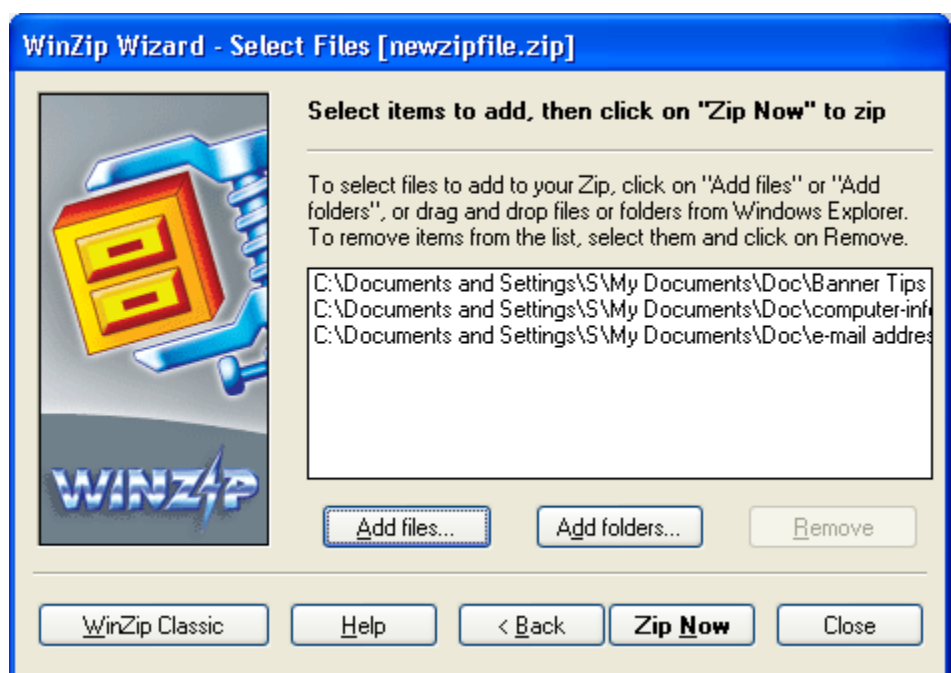 WinZip Wizard - Select Files [newzipfile.zip]
Select items to add, then click on "Zip Now" to zip
To select files to add to your Zip, click on "Add files" or "Add
folders", or drag and drop files or folders from Windows Explorer.
To remove items from the list, select them and click on Remove.
C:\Documents and Settings\S\My Documents\Doc\Banner Tips
C:\Documents and Settings\S\My Documents\Doc\computer-inf
C:\Documents and Settings\S\My Documents\Doc\e-mail addres
WINZIP
Add files...
Add folders...
Remove
WinZip Classic
Help
< Back
Zip Now
Close